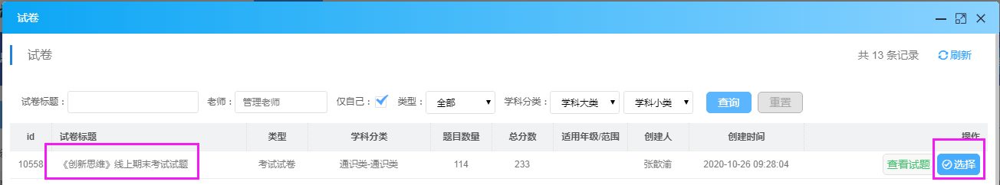 试卷
试卷 共 13 条记录 刷新
试卷标题： 老师： 管理老师 仅自己： 类型： 全部 学科分类： 学科大类 学科小类 查询 重置
id 试卷标题 类型 学科分类 题目数量 总分数 适用年级/范围 创建人 创建时间 操作
10558 《创新思维》线上期末考试试题 考试试卷 通识类-通识类 114 233 张歆渝 2020-10-26 09:28:04 查看试题 选择